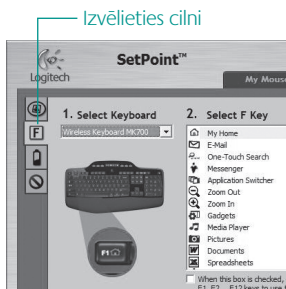 Izvēlieties cilni
Logitech
SetPoint™
My Mouse
1. Select Keyboard
2. Select F Key
Wireless Keyboard MK700
My Home
E-Mail
One-Touch Search
Messenger
Application Switcher
Zoom Out
Zoom In
Gadgets
Media Player
Pictures
Documents
Spreadsheets
When this box is checked,
F1, F2, ... F12 keys to use t
F
F1